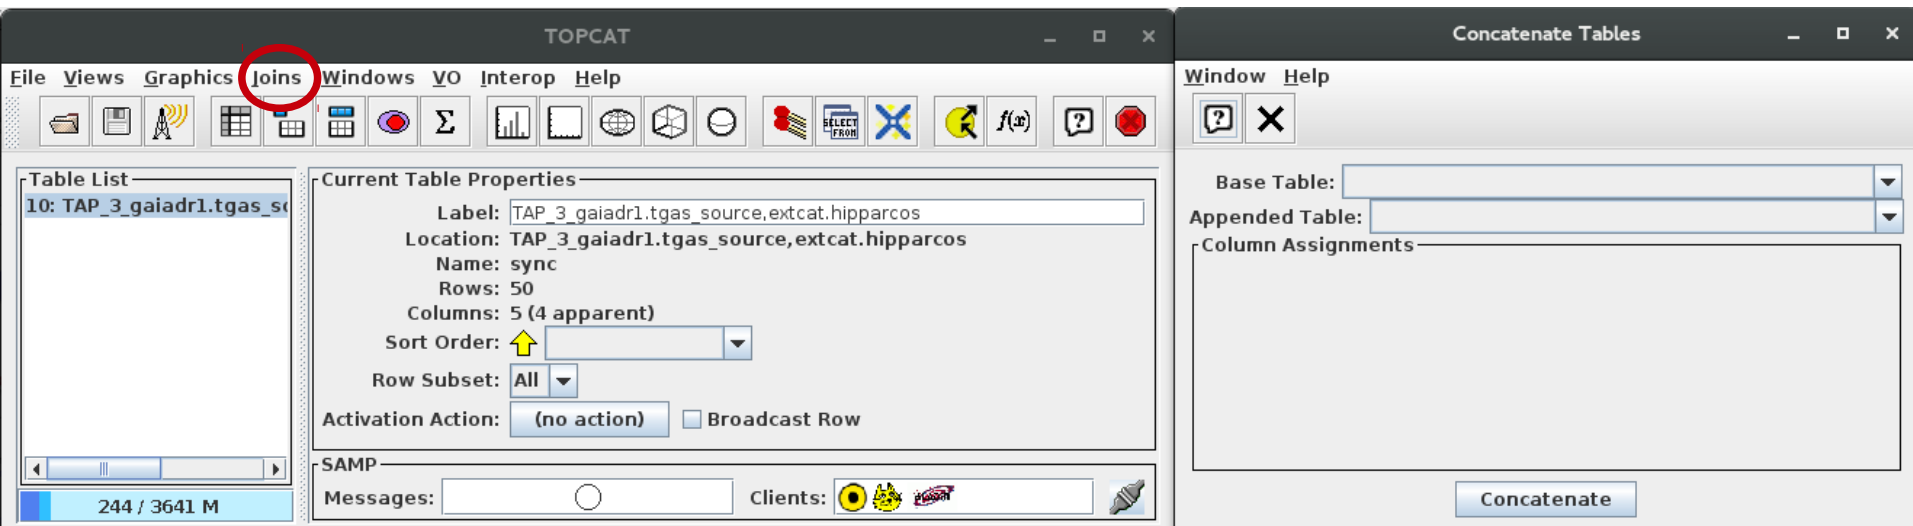 TOPCAT
File Views Graphics Joins Windows VO Interop Help
SELECT
FROM
f(x)
?
Table List
10: TAP_3_gaiadr1.tgas_so
244 / 3641 M
Current Table Properties
Label: TAP_3_gaiadr1.tgas_source,extcat.hipparcos
Location: TAP_3_gaiadr1.tgas_source,extcat.hipparcos
Name: sync
Rows: 50
Columns: 5 (4 apparent)
Sort Order:
Row Subset: All
Activation Action: (no action) Broadcast Row
SAMP
Messages: Clients:
Concatenate Tables
Window Help
?
Base Table:
Appended Table:
Column Assignments
Concatenate